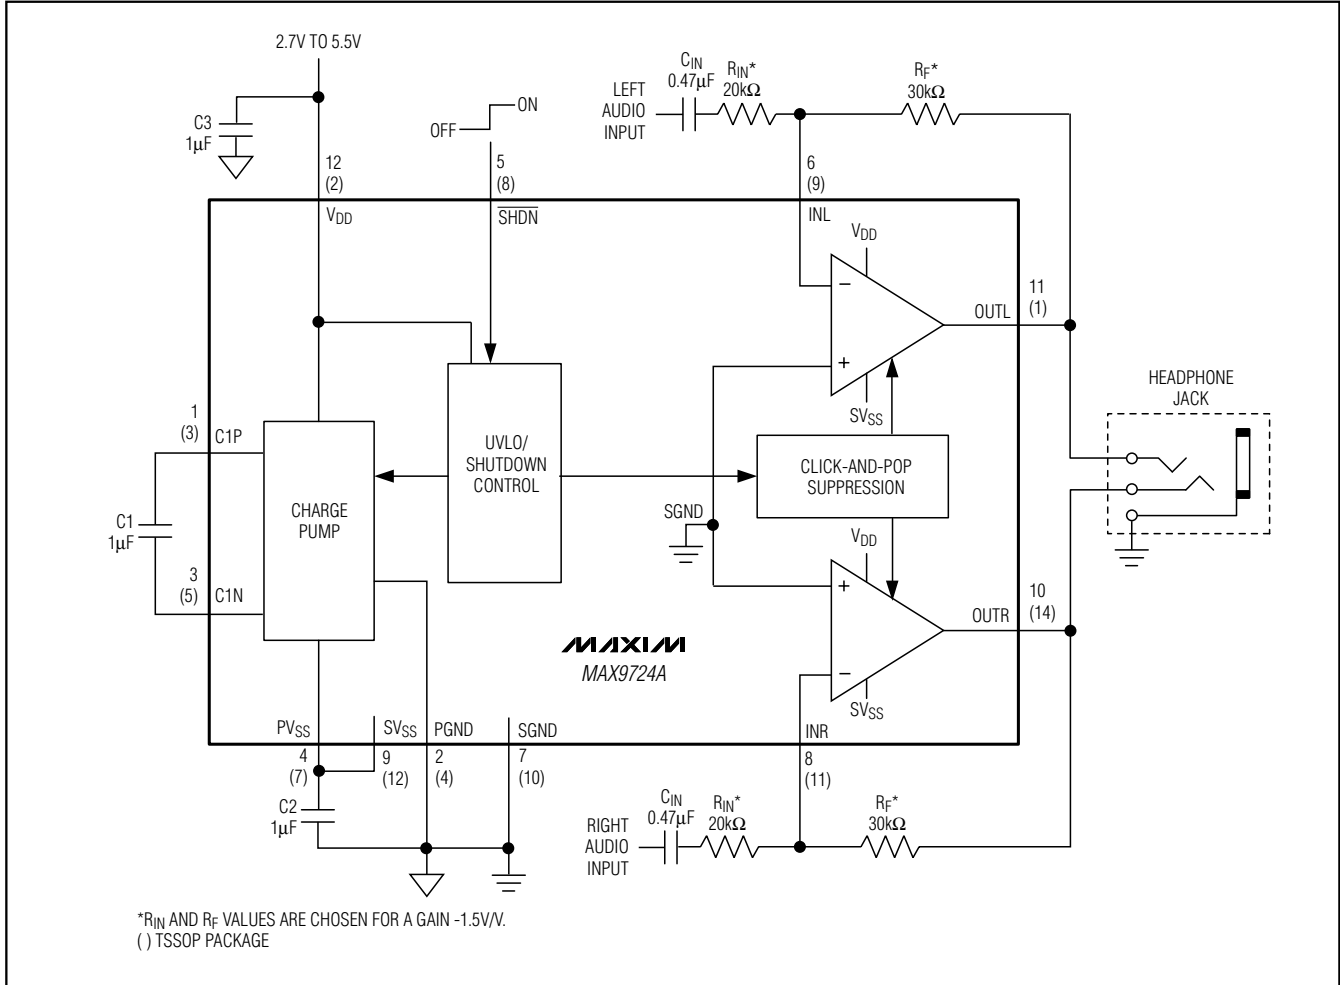 2.7V TO 5.5V
C3
1µF
12
(2)
VDD
OFF
ON
5
(8)
SHDN
LEFT
AUDIO
INPUT
CIN
0.47µF
RIN*
20kΩ
RF*
30kΩ
6
(9)
INL
VDD
−
+
SVSS
OUTL
11
(1)
HEADPHONE
JACK
1
(3)
C1P
C1
1µF
3
(5)
C1N
CHARGE
PUMP
UVLO/
SHUTDOWN
CONTROL
CLICK-AND-POP
SUPPRESSION
SGND
VDD
+
−
SVSS
OUTR
10
(14)
MAXIM
MAX9724A
PVSS
4
(7)
SVSS
9
(12)
PGND
2
(4)
SGND
7
(10)
INR
8
(11)
C2
1µF
RIGHT
AUDIO
INPUT
CIN
0.47µF
RIN*
20kΩ
RF*
30kΩ
*RIN AND RF VALUES ARE CHOSEN FOR A GAIN -1.5V/V.
( ) TSSOP PACKAGE